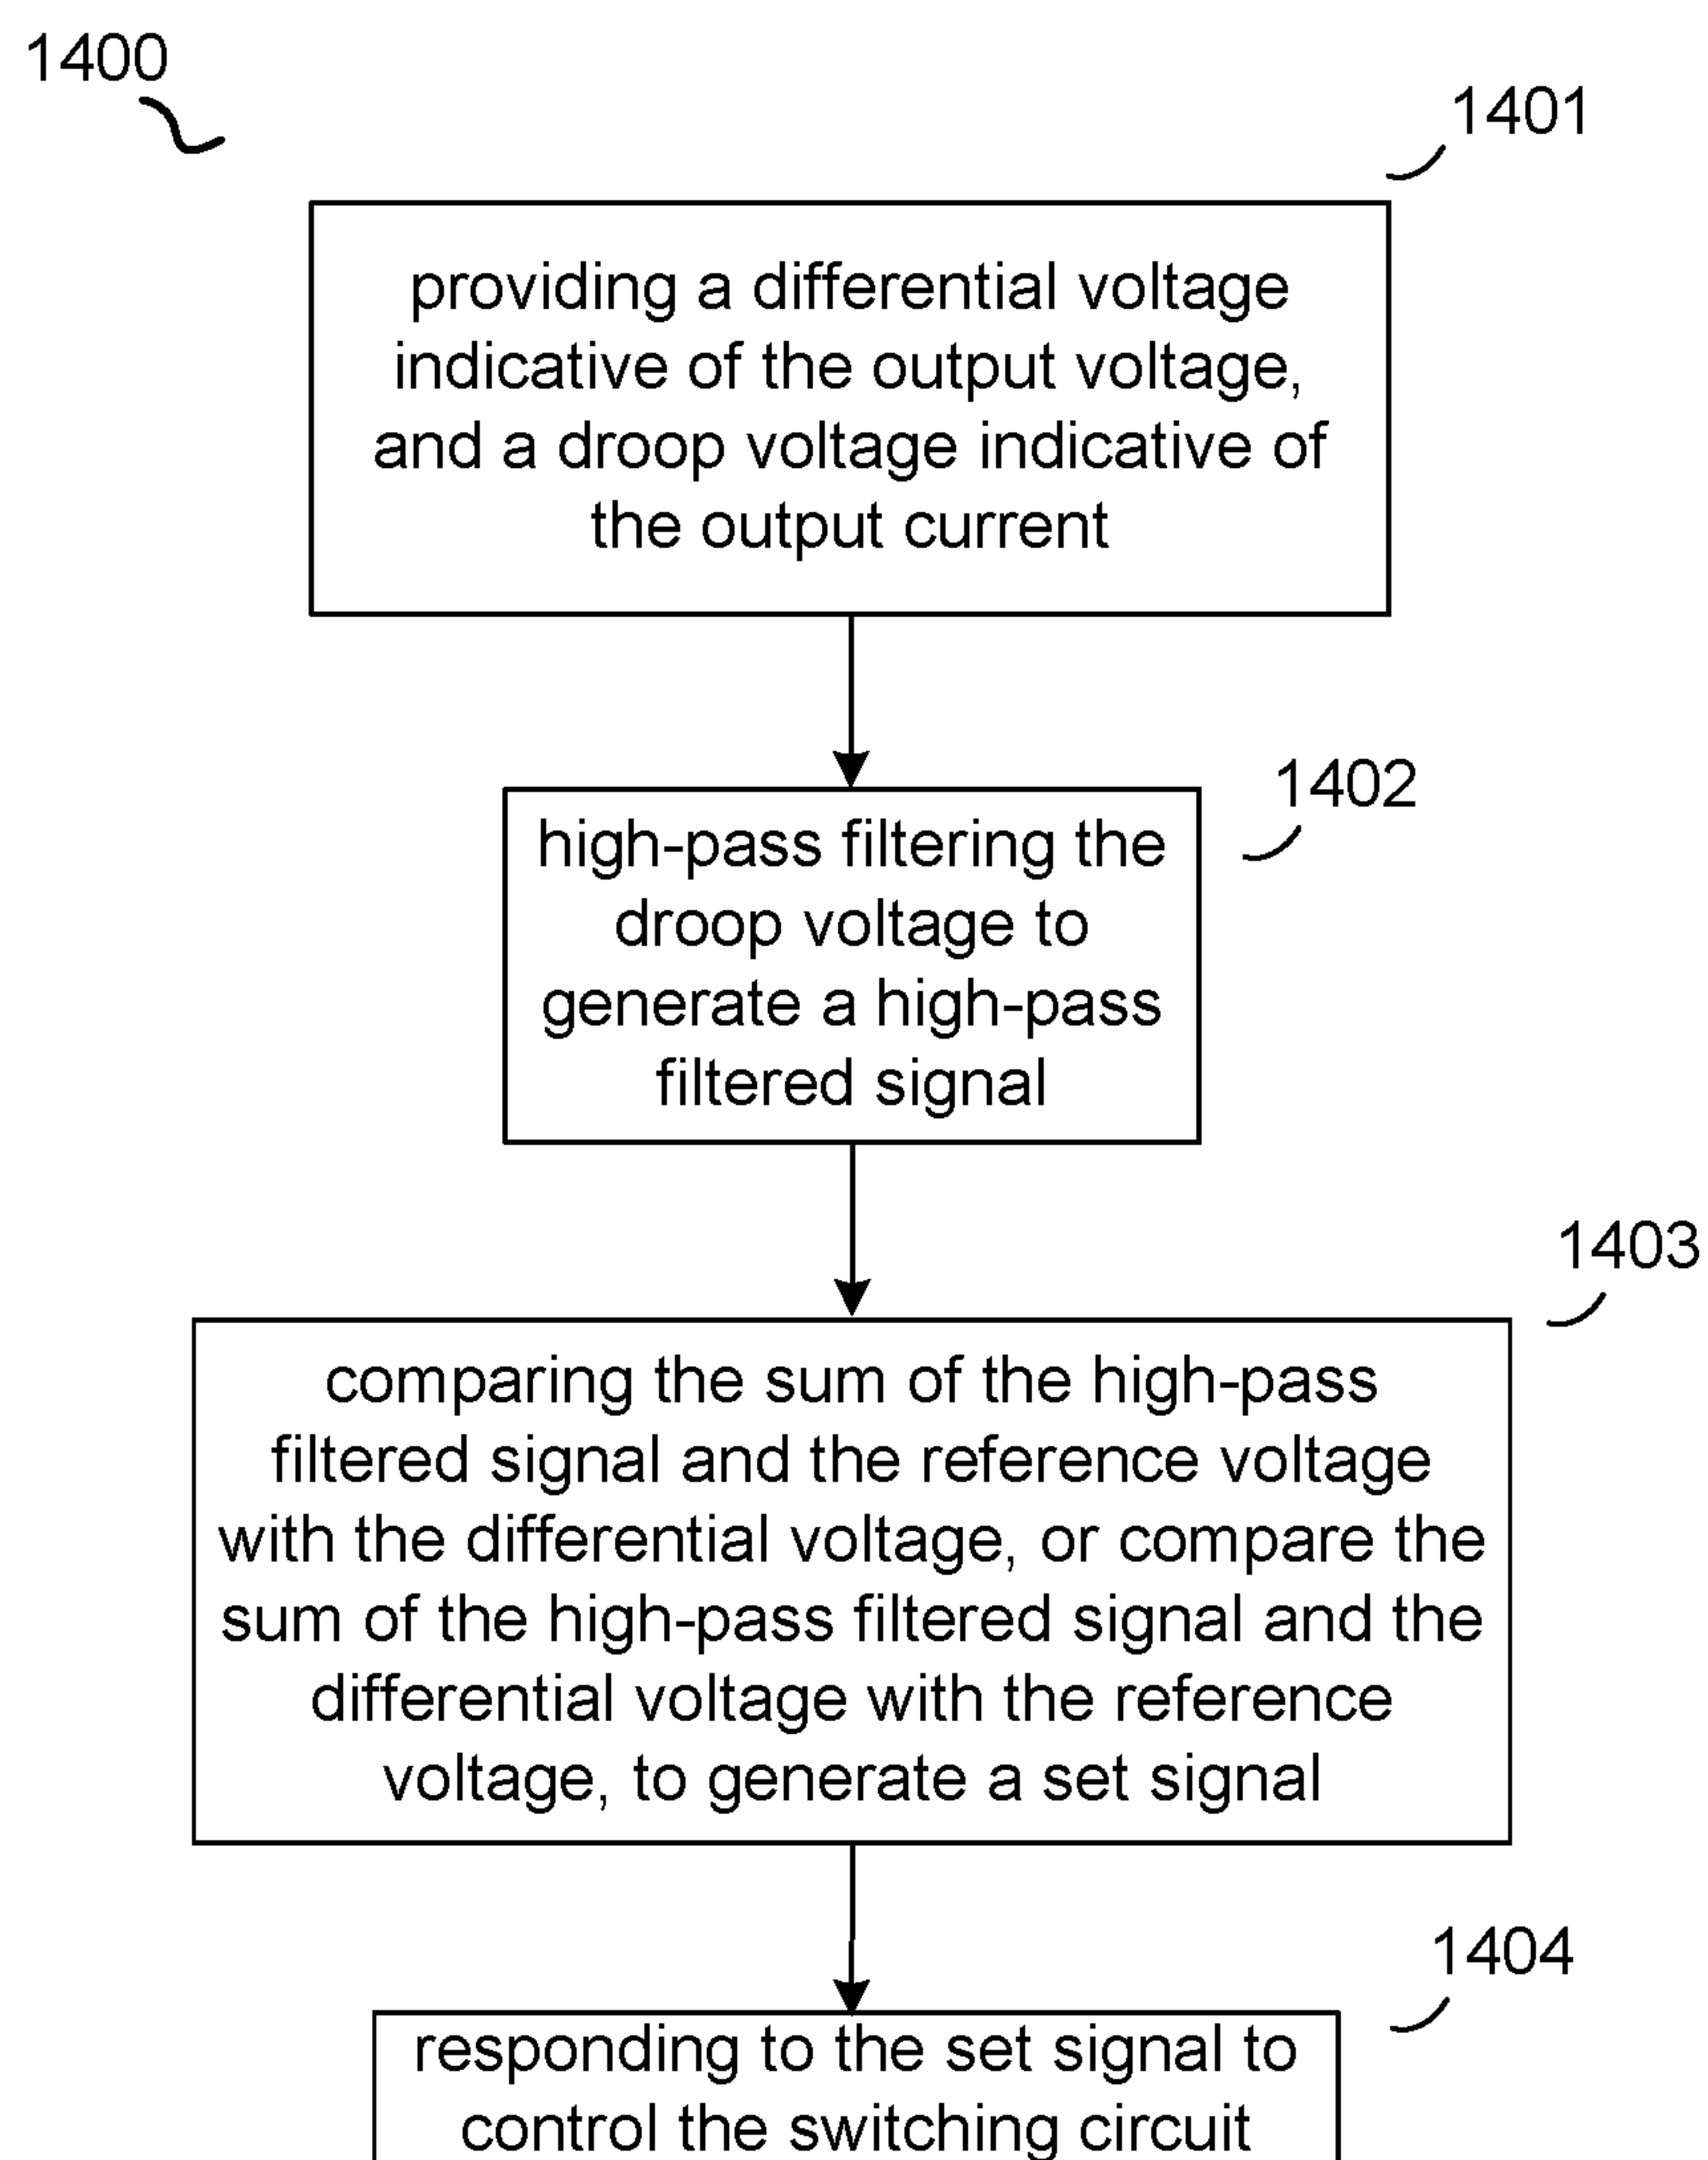 1400
1401
providing a differential voltage
indicative of the output voltage,
and a droop voltage indicative of
the output current
1402
high-pass filtering the
droop voltage to
generate a high-pass
filtered signal
1403
comparing the sum of the high-pass
filtered signal and the reference voltage
with the differential voltage, or compare the
sum of the high-pass filtered signal and the
differential voltage with the reference
voltage, to generate a set signal
1404
responding to the set signal to
control the switching circuit